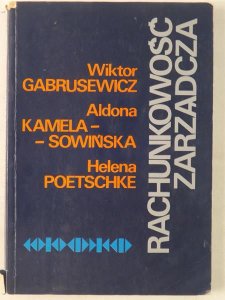 Wiktor
GABRUSEWICZ
Aldona
KAMELA –
– SOWIŃSKA
Helena
POETSCHKE
RACHUNKOWOŚĆ
ZARZĄDCZA